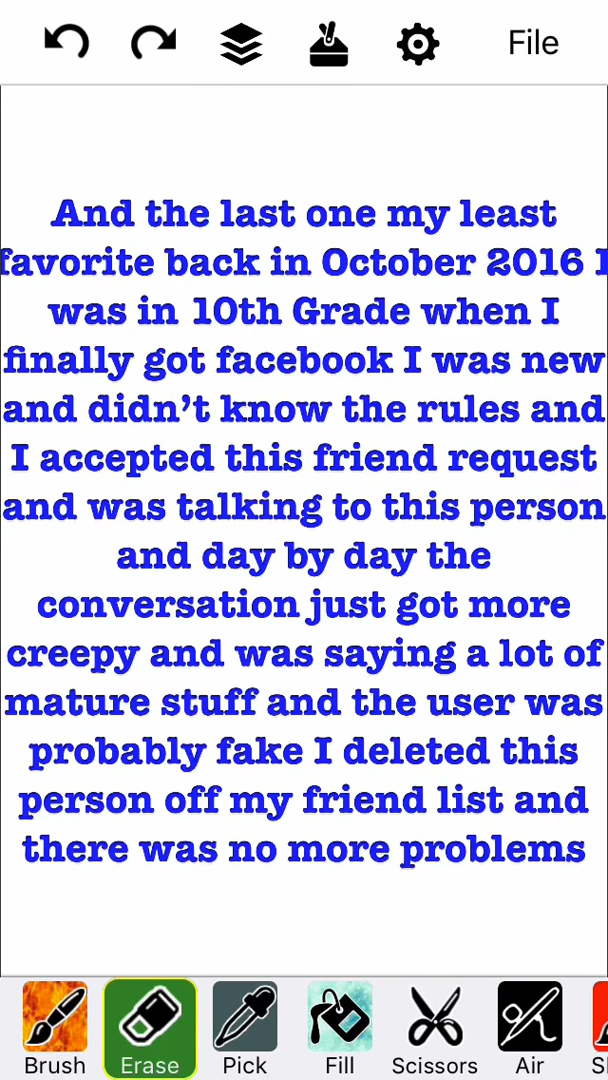 File
And the last one my least
favorite back in October 2016 I
was in 10th Grade when I
finally got facebook I was new
and didn't know the rules and
I accepted this friend request
and was talking to this person
and day by day the
conversation just got more
creepy and was saying a lot of
mature stuff and the user was
probably fake I deleted this
person off my friend list and
there was no more problems
Brush Erase Pick Fill Scissors Air